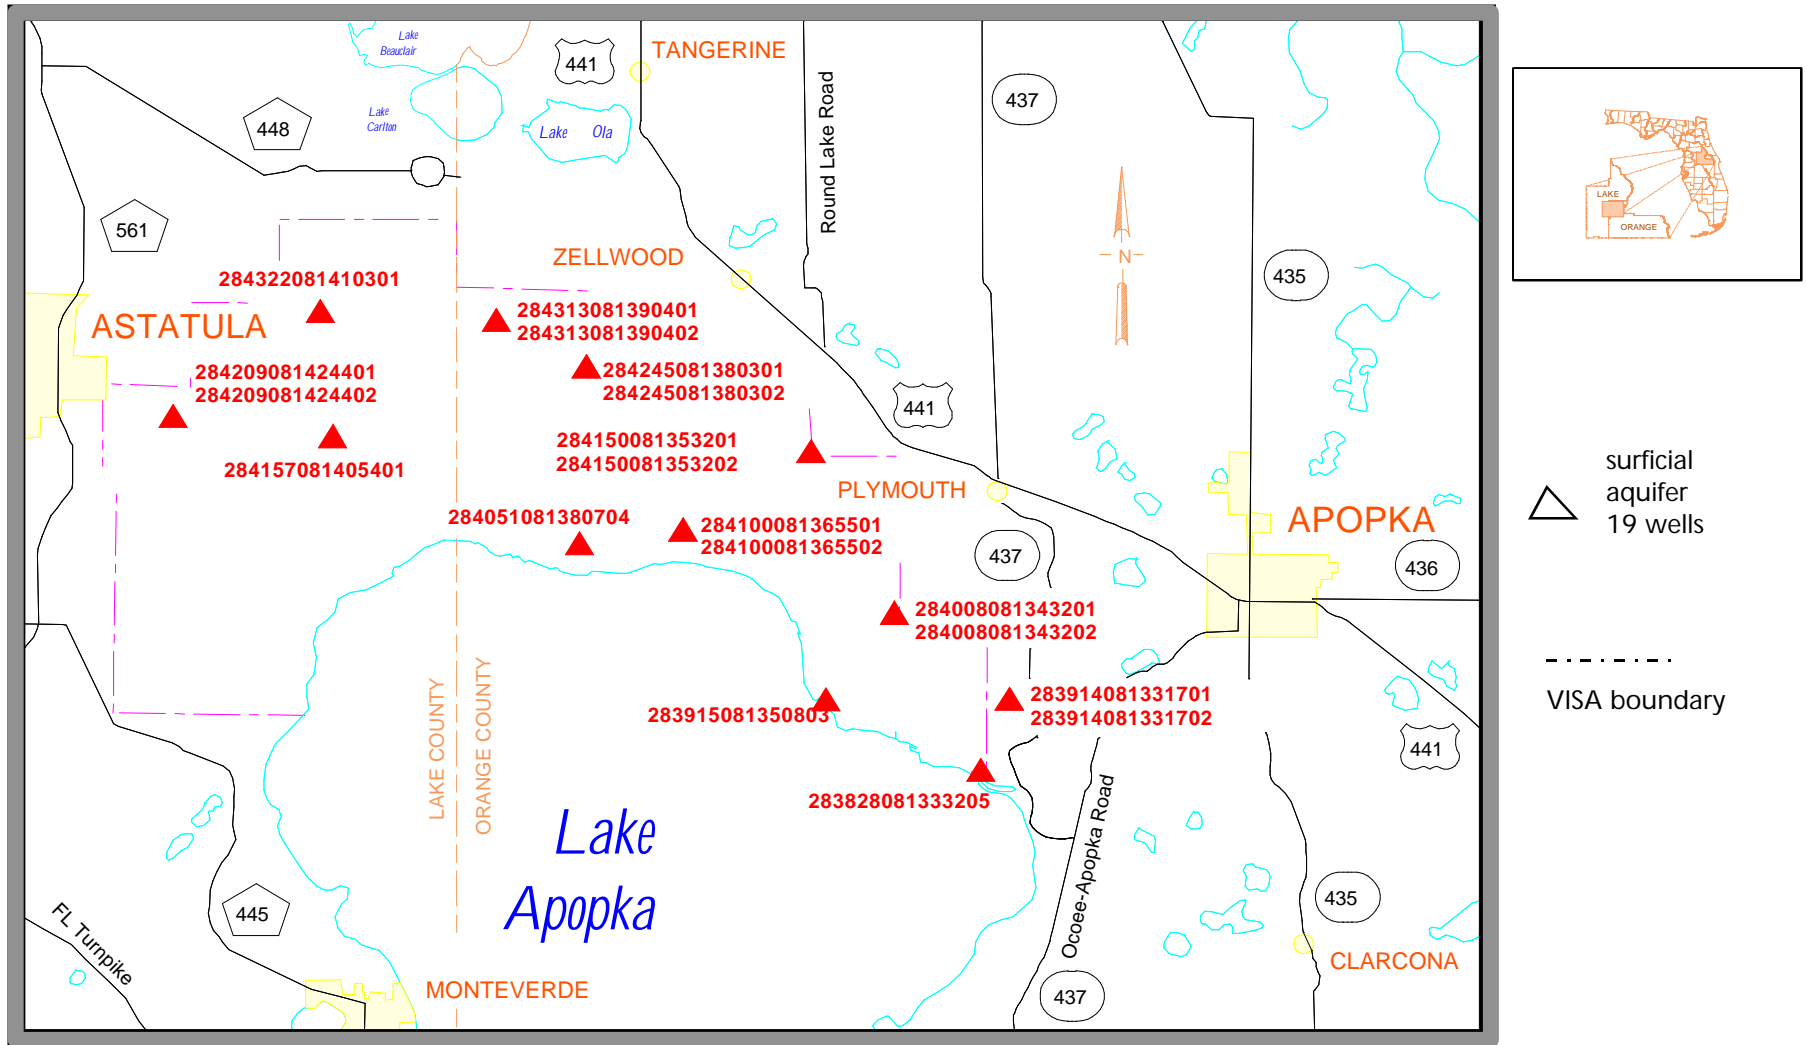 Lake
Beauclair
441
TANGERINE
448
Lake
Carlton
Lake Ola
Round Lake Road
437
561
ZELLWOOD
N
435
LAKE
ORANGE
284322081410301
ASTATULA
284313081390401
284313081390402
284209081424401
284209081424402
284245081380301
284245081380302
441
284157081405401
284150081353201
284150081353202
PLYMOUTH
284051081380704
284100081365501
284100081365502
437
APOPKA
436
surficial
aquifer
19 wells
284008081343201
284008081343202
LAKE COUNTY
ORANGE COUNTY
283915081350803
283914081331701
283914081331702
VISA boundary
441
283828081333205
Lake
Apopka
Ocoee-Apopka Road
445
FL Turnpike
435
CLARCONA
MONTEVERDE
437